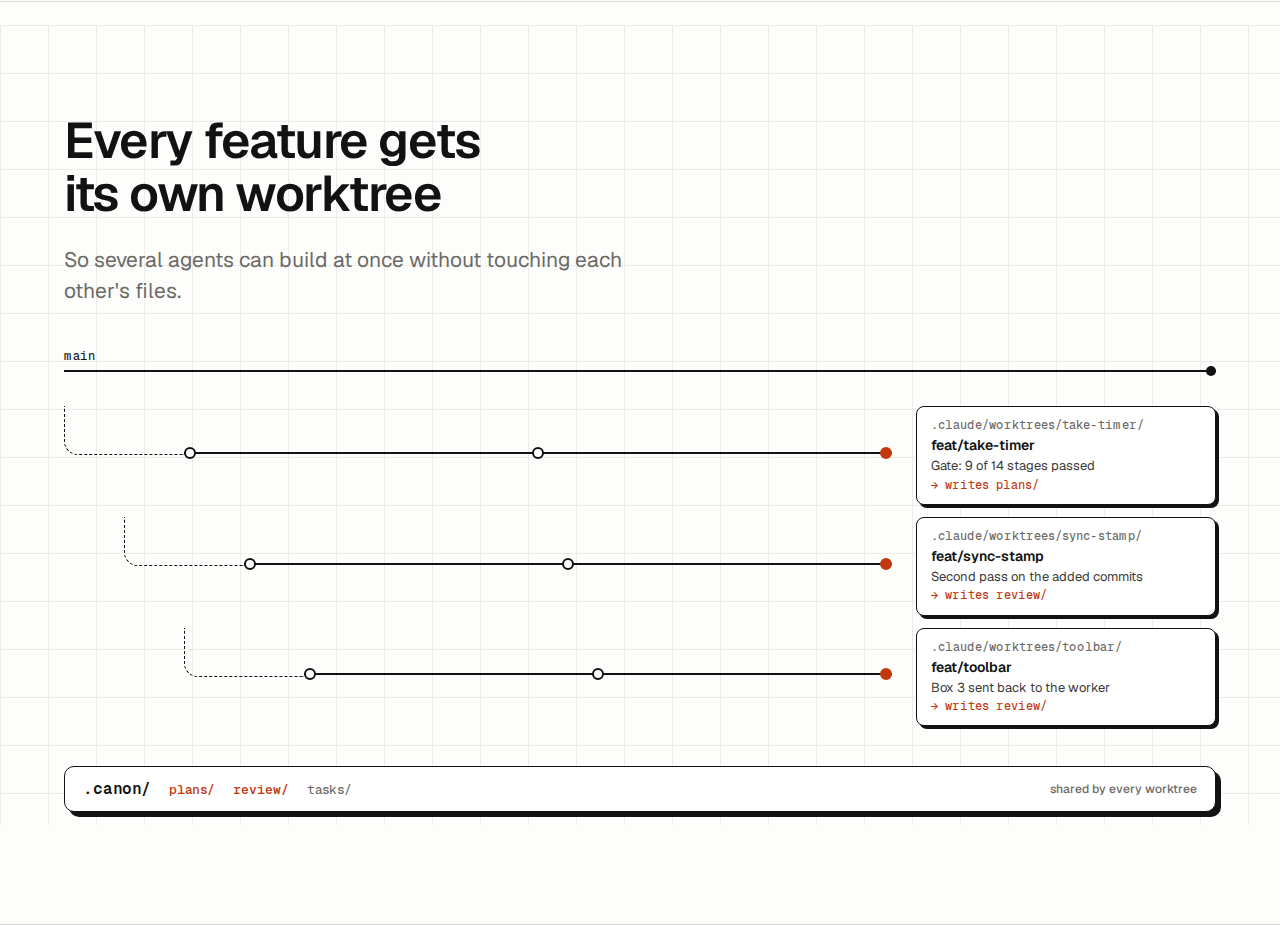 Every feature gets
its own worktree
So several agents can build at once without touching each
other's files.
main
.claude/worktrees/take-timer/
feat/take-timer
Gate: 9 of 14 stages passed
→ writes plans/
.claude/worktrees/sync-stamp/
feat/sync-stamp
Second pass on the added commits
→ writes review/
.claude/worktrees/toolbar/
feat/toolbar
Box 3 sent back to the worker
→ writes review/
.canon/ plans/ review/ tasks/ shared by every worktree